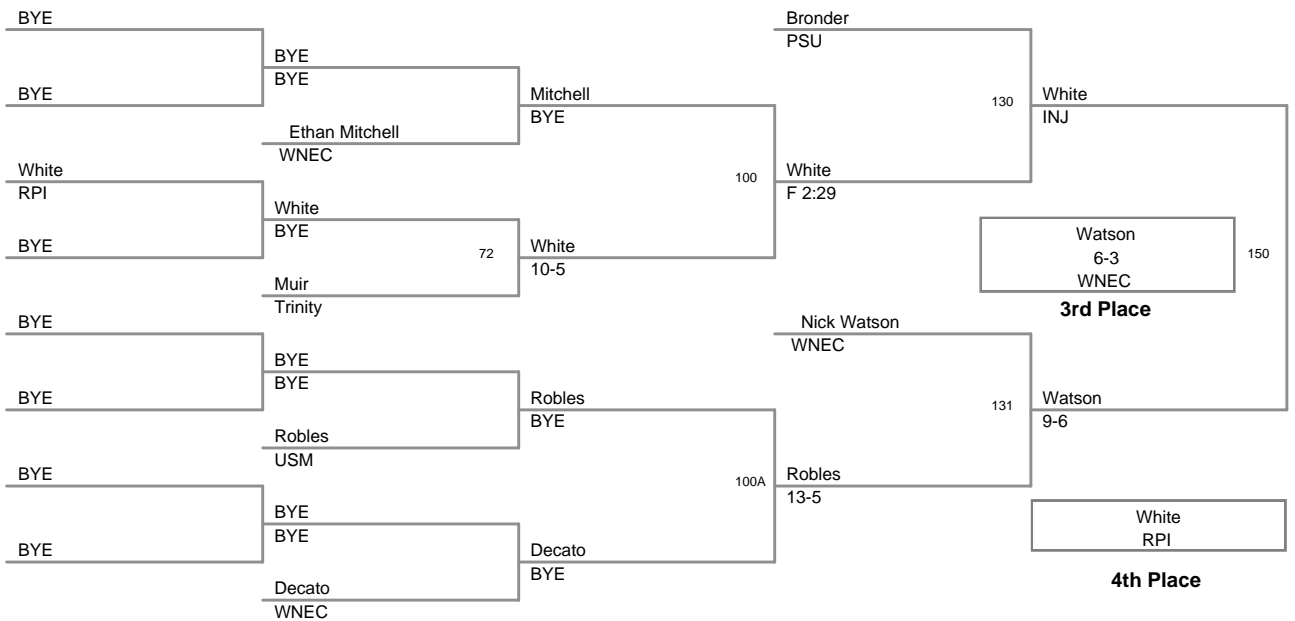 BYE
BYE
BYE
BYE
Ethan Mitchell
WNEC
Mitchell
BYE
White
RPI
BYE
White
BYE
Muir
Trinity
72
White
10-5
100
White
F 2:29
Bronder
PSU
130
White
INJ
BYE
BYE
BYE
BYE
Robles
USM
Robles
BYE
BYE
BYE
BYE
BYE
Decato
WNEC
Decato
BYE
100A
Robles
13-5
Nick Watson
WNEC
131
Watson
9-6
150
Watson
6-3
WNEC
3rd Place
White
RPI
4th Place